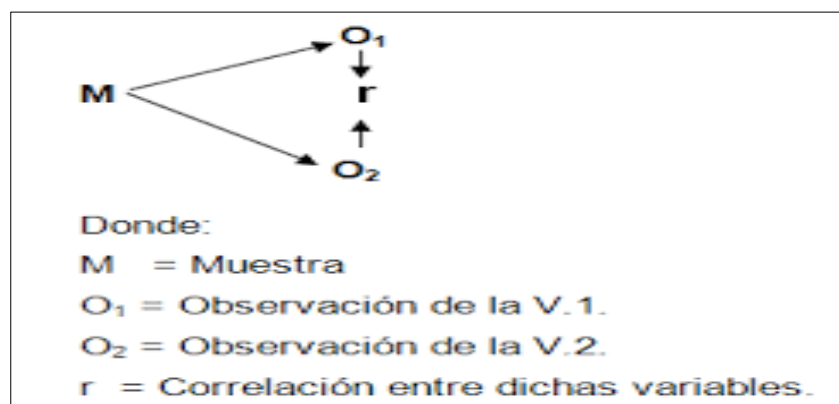 O₁
M r
O₂
Donde:
M = Muestra
O₁ = Observación de la V.1.
O₂ = Observación de la V.2.
r = Correlación entre dichas variables.